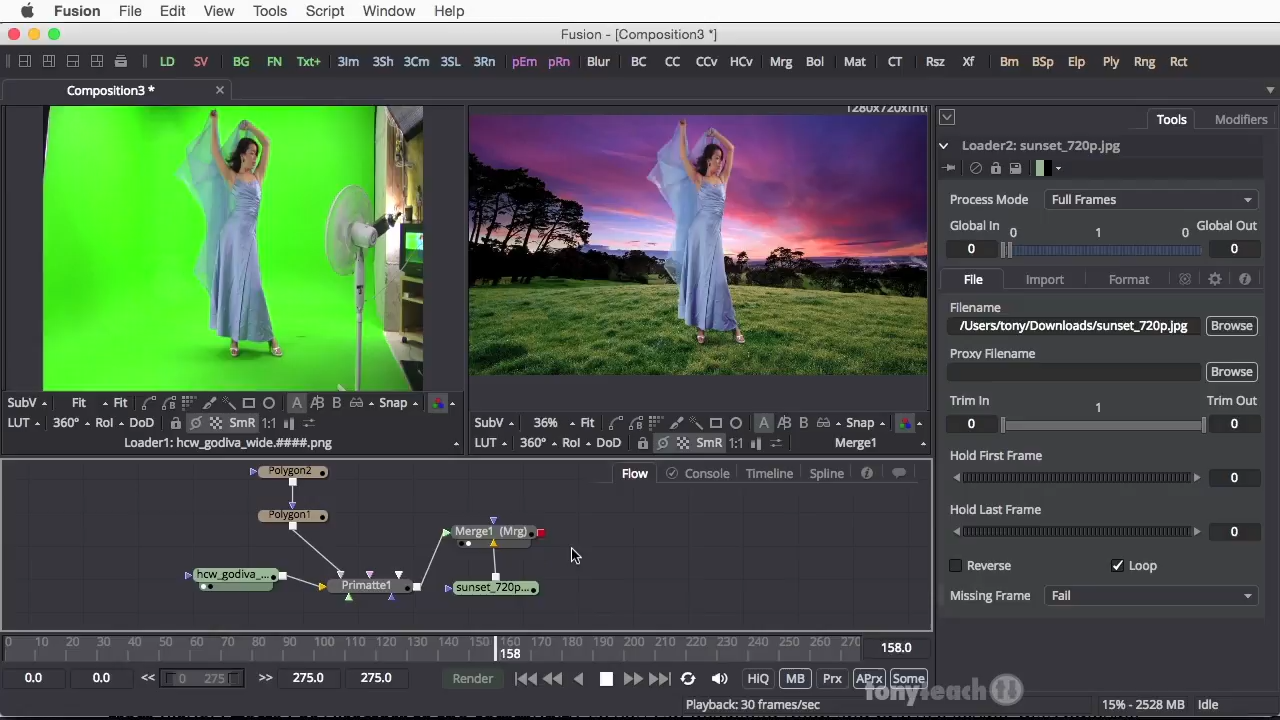 Fusion File Edit View Tools Script Window Help
Fusion - [Composition3 *]
LD SV BG FN Txt+ 3Im 3Sh 3Cm 3SL 3Rn pEm pRn Blur BC CC CCv HCv Mrg Bol Mat CT Rsz Xf Bm BSp Elp Ply Rng Rct
Composition3 *
Tools Modifiers
Loader2: sunset_720p.jpg
Process Mode Full Frames
Global In 0 1 0 Global Out
0 0
File Import Format
Filename
/Users/tony/Downloads/sunset_720p.jpg Browse
Proxy Filename
Browse
Trim In 1 Trim Out
0 0
Hold First Frame
0
Hold Last Frame
0
Reverse Loop
Missing Frame Fail
SubV Fit Fit A B Snap
LUT 360° RoI DoD SmR 1:1
Loader1: hcw_godiva_wide.####.png
SubV 36% Fit A B Snap
LUT 360° RoI DoD SmR 1:1 Merge1
Flow Console Timeline Spline
Polygon2
Polygon1
Merge1 (Mrg)
hcw_godiva_... Primatte1 sunset_720p...
0 10 20 30 40 50 60 70 80 90 100 110 120 130 140 150 160 170 180 190 200 210 220 230 240 250 260 270
158 158.0
0.0 0.0 << 0 275 >> 275.0 275.0 Render HiQ MB Prx APrx Some
tonyteach
Playback: 30 frames/sec 15% - 2528 MB Idle